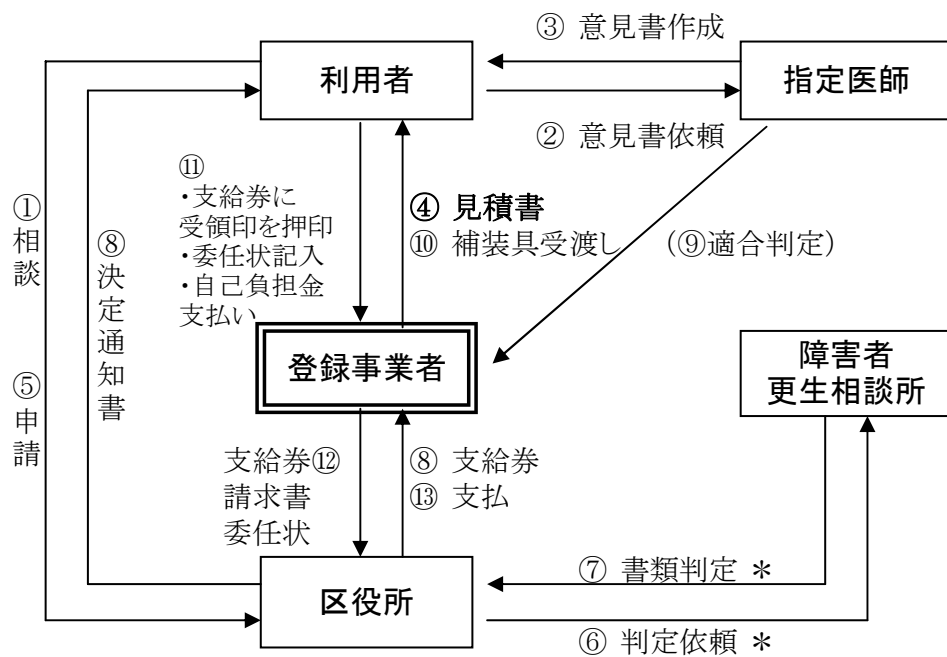 ③ 意見書作成
利用者
指定医師
② 意見書依頼
⑪
・支給券に
受領印を押印
・委任状記入
・自己負担金
支払い
④ 見積書
⑩ 補装具受渡し
（⑨適合判定）
①相談
⑧決定通知書
⑤申請
登録事業者
障害者
更生相談所
支給券⑫
請求書
委任状
⑧ 支給券
⑬ 支払
⑦ 書類判定 ＊
区役所
⑥ 判定依頼 ＊